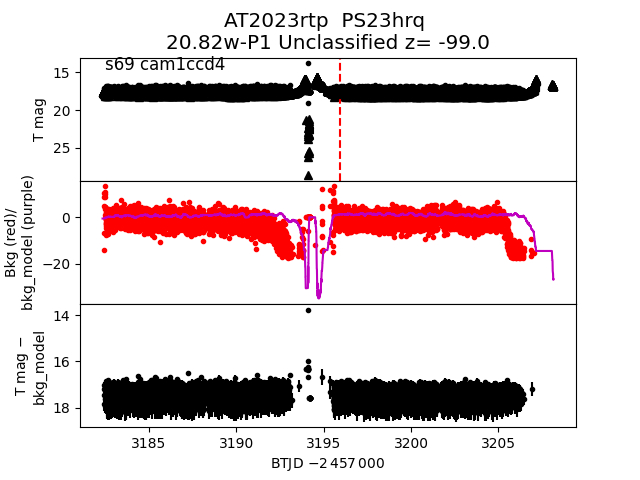 AT2023rtp  PS23hrq
20.82w-P1 Unclassified z= -99.0
s69 cam1ccd4
T mag
15
20
25
Bkg (red)/
bkg_model (purple)
0
−20
T mag −
bkg_model
14
16
18
3185
3190
3195
3200
3205
BTJD −2 457 000